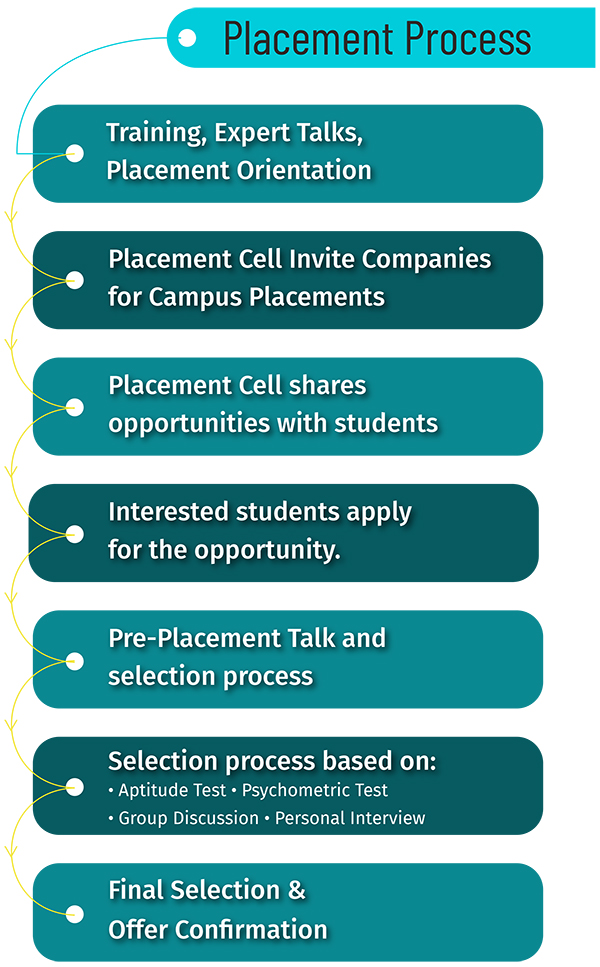 Placement Process
Training, Expert Talks,
Placement Orientation
Placement Cell Invite Companies
for Campus Placements
Placement Cell shares
opportunities with students
Interested students apply
for the opportunity.
Pre-Placement Talk and
selection process
Selection process based on:
• Aptitude Test • Psychometric Test
• Group Discussion • Personal Interview
Final Selection &
Offer Confirmation